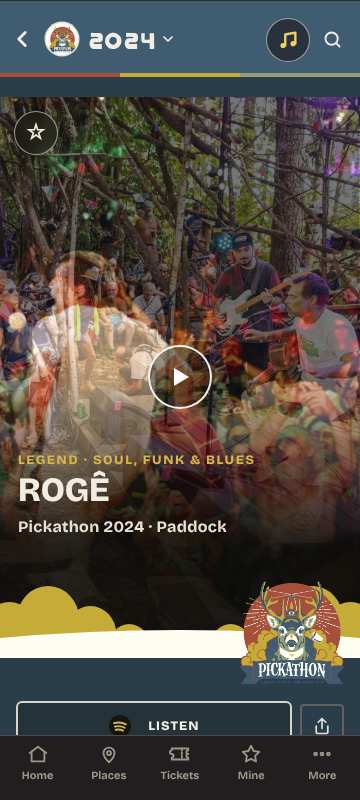 2024
LEGEND · SOUL, FUNK & BLUES
ROGÊ
Pickathon 2024 · Paddock
PICKATHON
LISTEN
Home
Places
Tickets
Mine
More